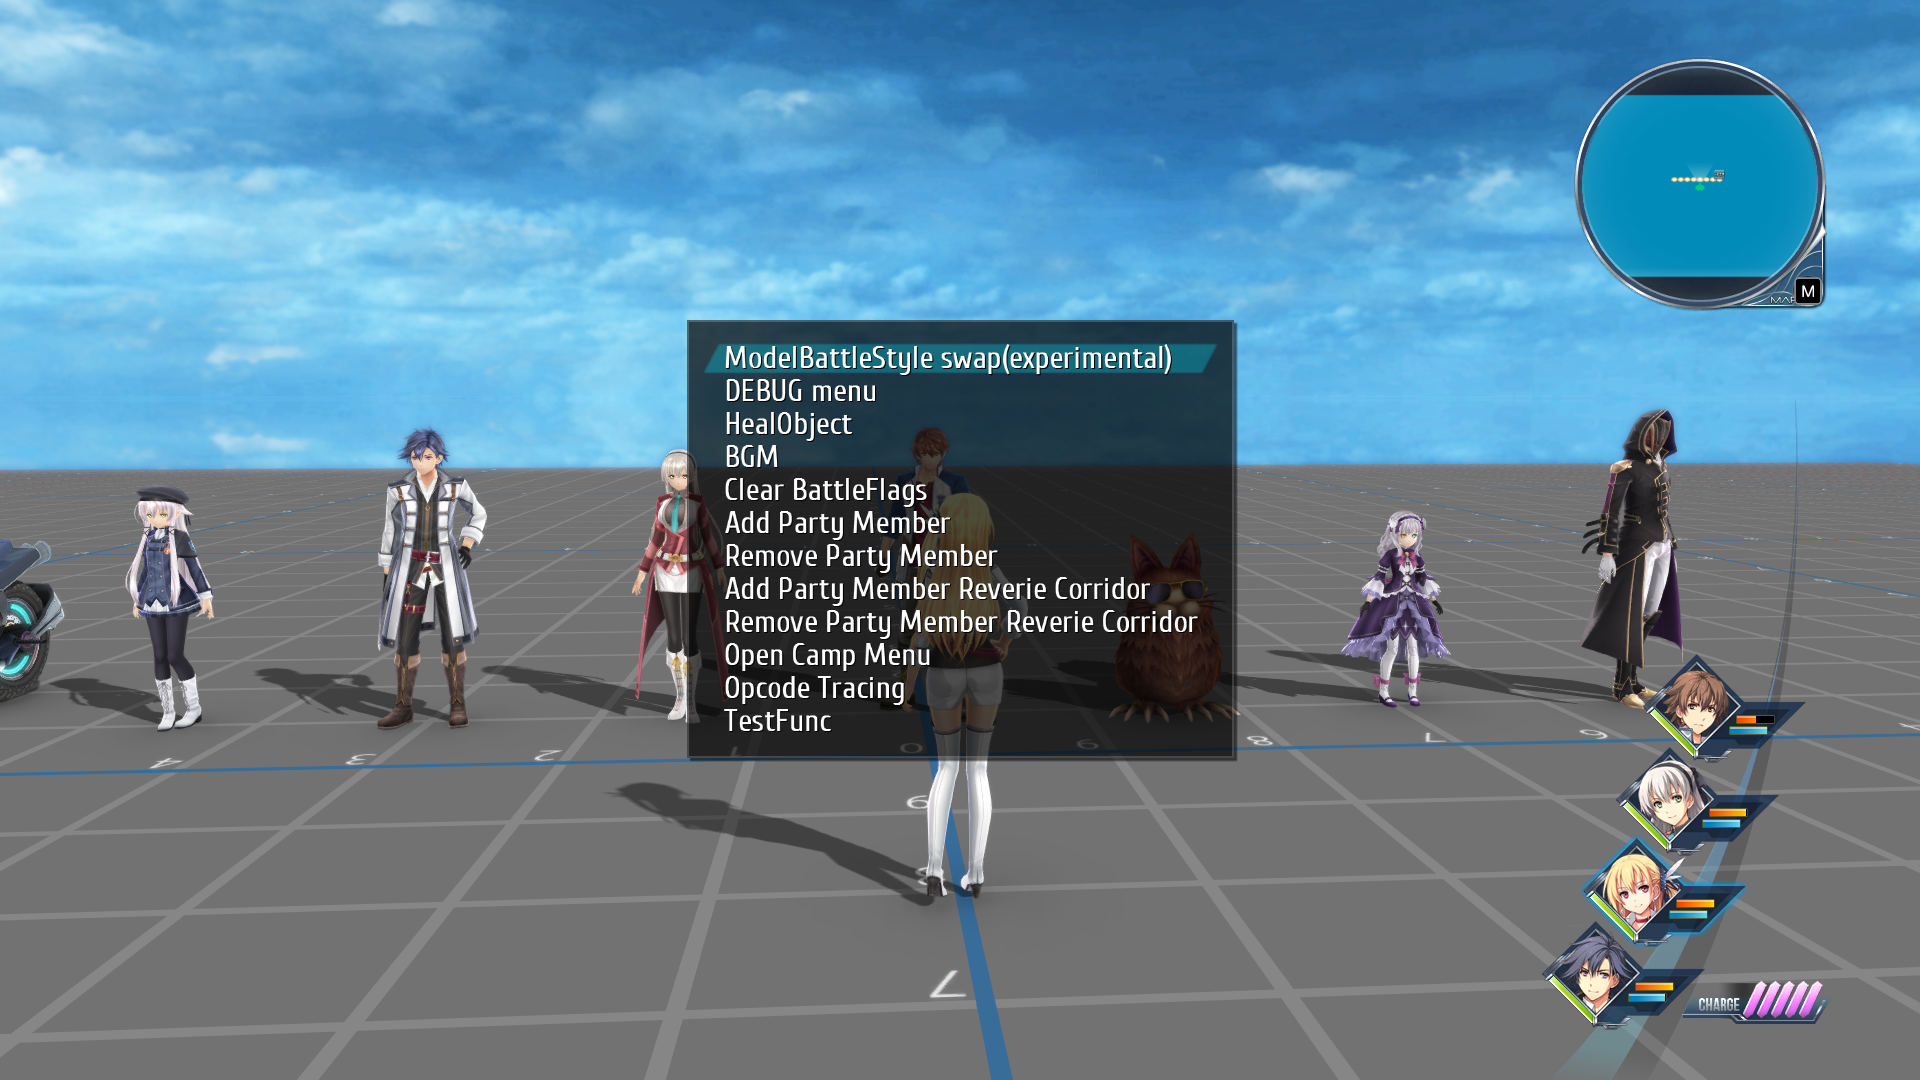 M
ModelBattleStyle swap(experimental)
DEBUG menu
HealObject
BGM
Clear BattleFlags
Add Party Member
Remove Party Member
Add Party Member Reverie Corridor
Remove Party Member Reverie Corridor
Open Camp Menu
Opcode Tracing
TestFunc
CHARGE